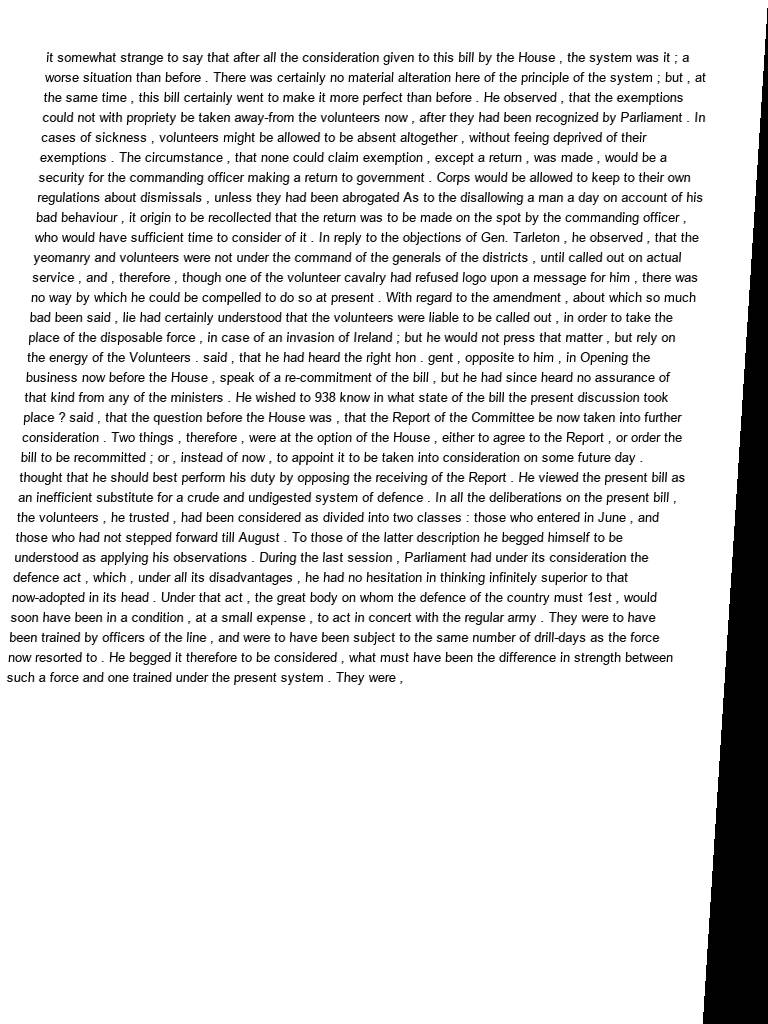 it somewhat strange to say that after all the consideration given to this bill by the House , the system was it ; a
worse situation than before . There was certainly no material alteration here of the principle of the system ; but , at
the same time , this bill certainly went to make it more perfect than before . He observed , that the exemptions
could not with propriety be taken away-from the volunteers now , after they had been recognized by Parliament . In
cases of sickness , volunteers might be allowed to be absent altogether , without feeing deprived of their
exemptions . The circumstance , that none could claim exemption , except a return , was made , would be a
security for the commanding officer making a return to government . Corps would be allowed to keep to their own
regulations about dismissals , unless they had been abrogated As to the disallowing a man a day on account of his
bad behaviour , it origin to be recollected that the return was to be made on the spot by the commanding officer ,
who would have sufficient time to consider of it . In reply to the objections of Gen. Tarleton , he observed , that the
yeomanry and volunteers were not under the command of the generals of the districts , until called out on actual
service , and , therefore , though one of the volunteer cavalry had refused logo upon a message for him , there was
no way by which he could be compelled to do so at present . With regard to the amendment , about which so much
bad been said , lie had certainly understood that the volunteers were liable to be called out , in order to take the
place of the disposable force , in case of an invasion of Ireland ; but he would not press that matter , but rely on
the energy of the Volunteers . said , that he had heard the right hon . gent , opposite to him , in Opening the
business now before the House , speak of a re-commitment of the bill , but he had since heard no assurance of
that kind from any of the ministers . He wished to 938 know in what state of the bill the present discussion took
place ? said , that the question before the House was , that the Report of the Committee be now taken into further
consideration . Two things , therefore , were at the option of the House , either to agree to the Report , or order the
bill to be recommitted ; or , instead of now , to appoint it to be taken into consideration on some future day .
thought that he should best perform his duty by opposing the receiving of the Report . He viewed the present bill as
an inefficient substitute for a crude and undigested system of defence . In all the deliberations on the present bill ,
the volunteers , he trusted , had been considered as divided into two classes : those who entered in June , and
those who had not stepped forward till August . To those of the latter description he begged himself to be
understood as applying his observations . During the last session , Parliament had under its consideration the
defence act , which , under all its disadvantages , he had no hesitation in thinking infinitely superior to that
now-adopted in its head . Under that act , the great body on whom the defence of the country must 1est , would
soon have been in a condition , at a small expense , to act in concert with the regular army . They were to have
been trained by officers of the line , and were to have been subject to the same number of drill-days as the force
now resorted to . He begged it therefore to be considered , what must have been the difference in strength between
such a force and one trained under the present system . They were ,